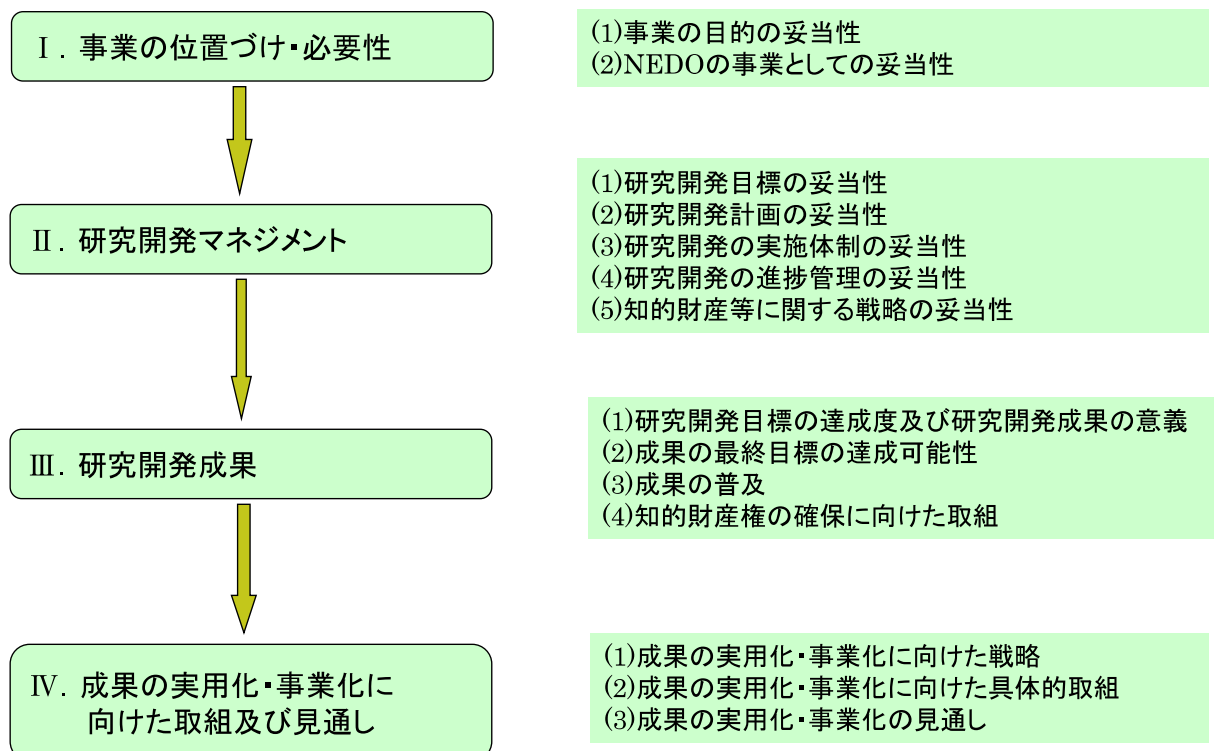 Ⅰ. 事業の位置づけ・必要性
(1)事業の目的の妥当性
(2)NEDOの事業としての妥当性
Ⅱ. 研究開発マネジメント
(1)研究開発目標の妥当性
(2)研究開発計画の妥当性
(3)研究開発の実施体制の妥当性
(4)研究開発の進捗管理の妥当性
(5)知的財産等に関する戦略の妥当性
Ⅲ. 研究開発成果
(1)研究開発目標の達成度及び研究開発成果の意義
(2)成果の最終目標の達成可能性
(3)成果の普及
(4)知的財産権の確保に向けた取組
Ⅳ. 成果の実用化・事業化に
向けた取組及び見通し
(1)成果の実用化・事業化に向けた戦略
(2)成果の実用化・事業化に向けた具体的取組
(3)成果の実用化・事業化の見通し